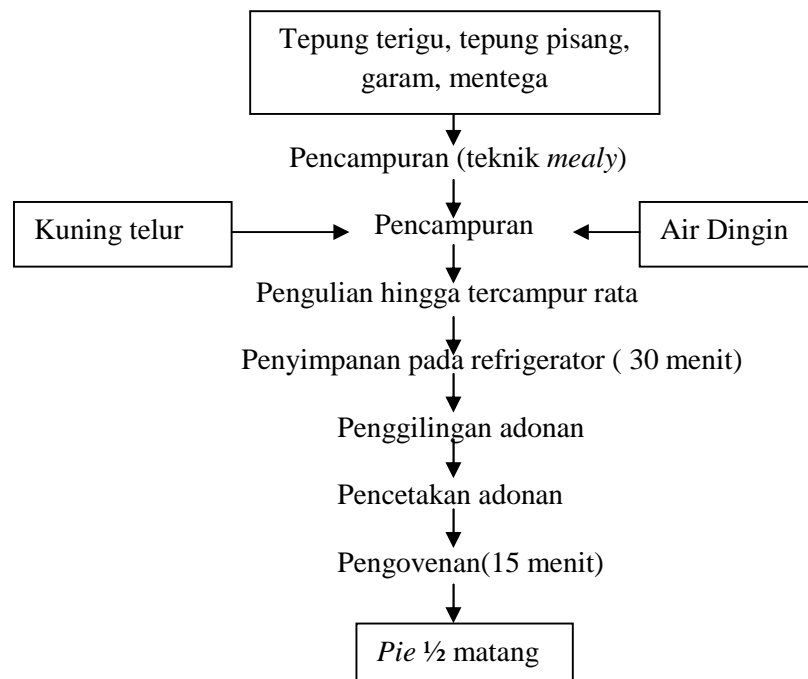 Tepung terigu, tepung pisang,
garam, mentega
Pencampuran (teknik mealy)
Kuning telur
Pencampuran
Air Dingin
Pengulian hingga tercampur rata
Penyimpanan pada refrigerator ( 30 menit)
Penggilingan adonan
Pencetakan adonan
Pengovenan(15 menit)
Pie ½ matang